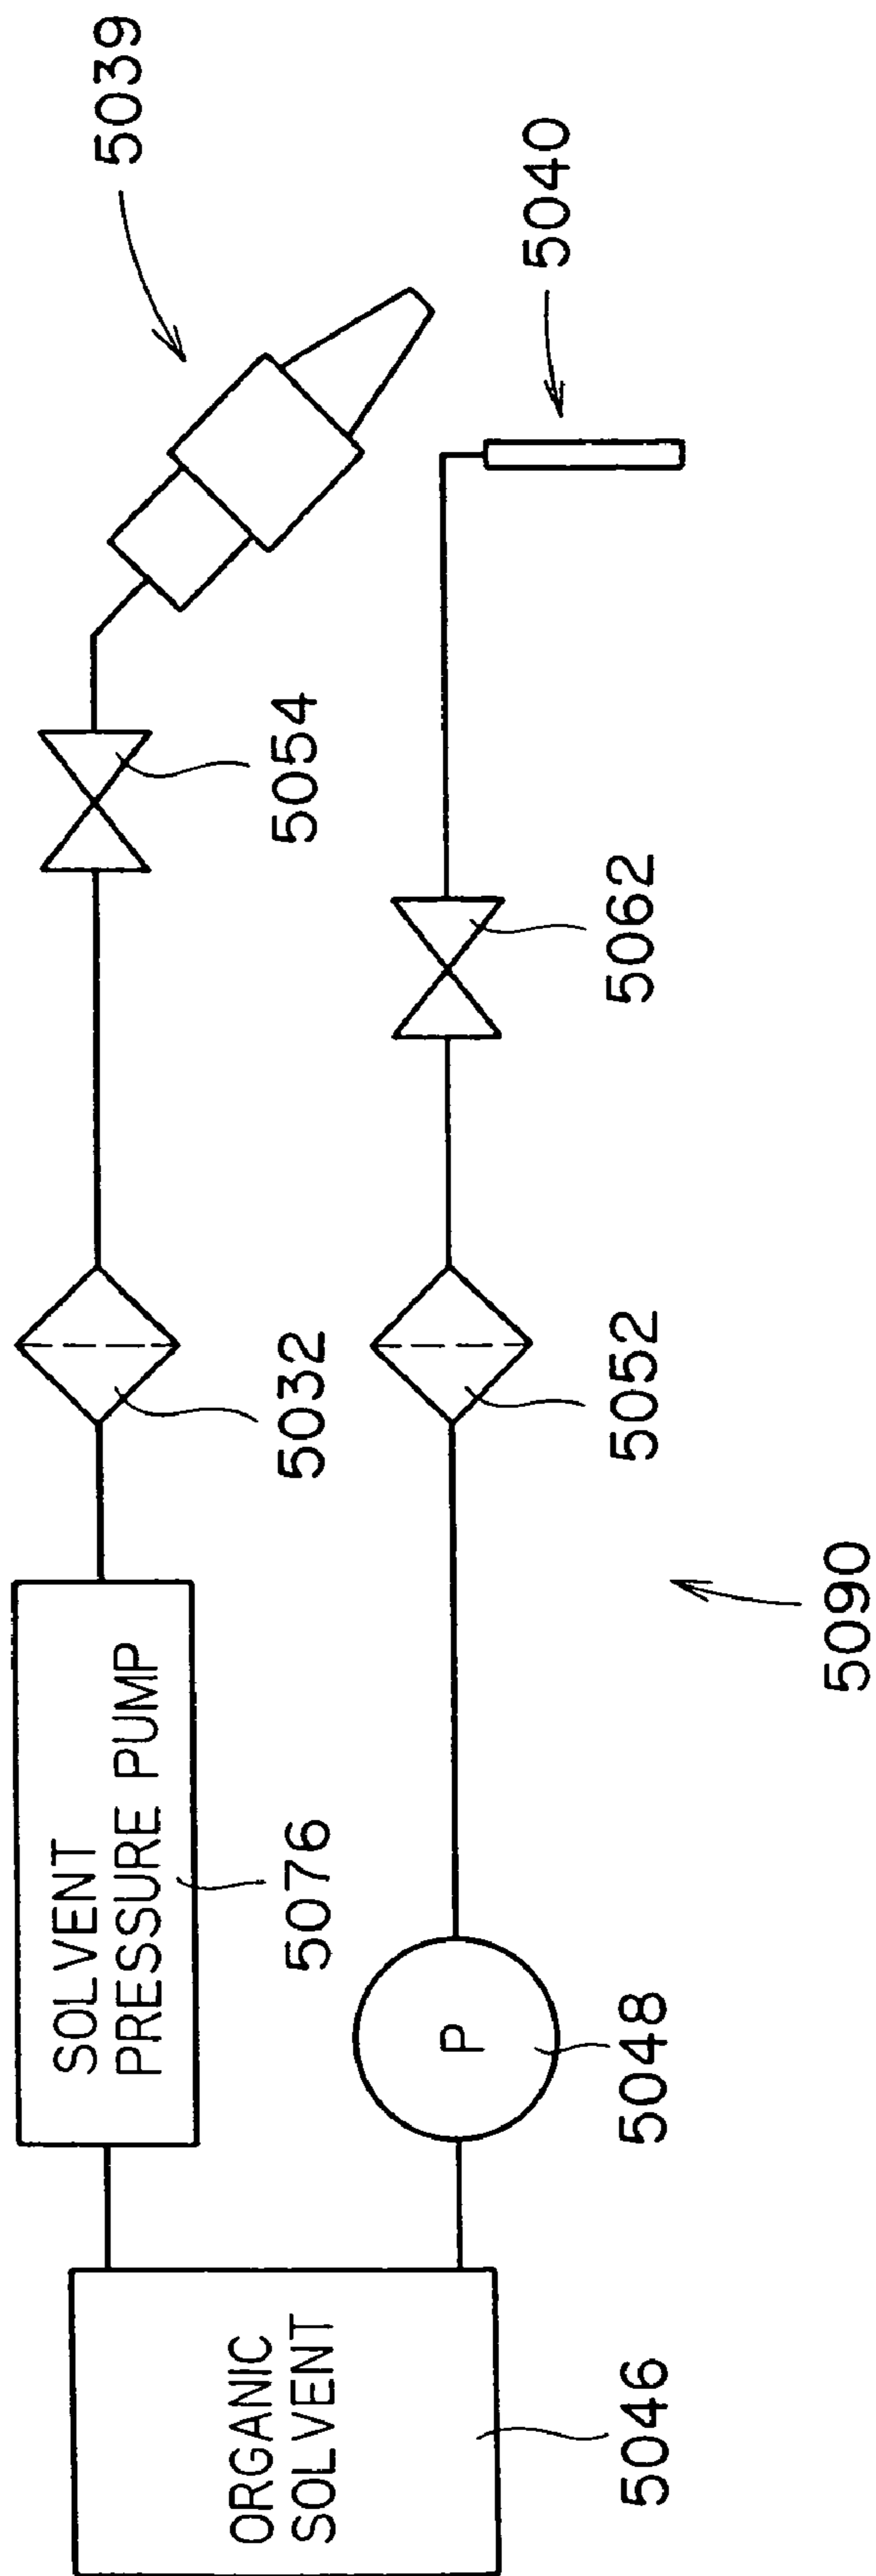 5039
5040
5054
5062
5032
5052
5090
SOLVENT
PRESSURE PUMP
5076
P
5048
ORGANIC
SOLVENT
5046